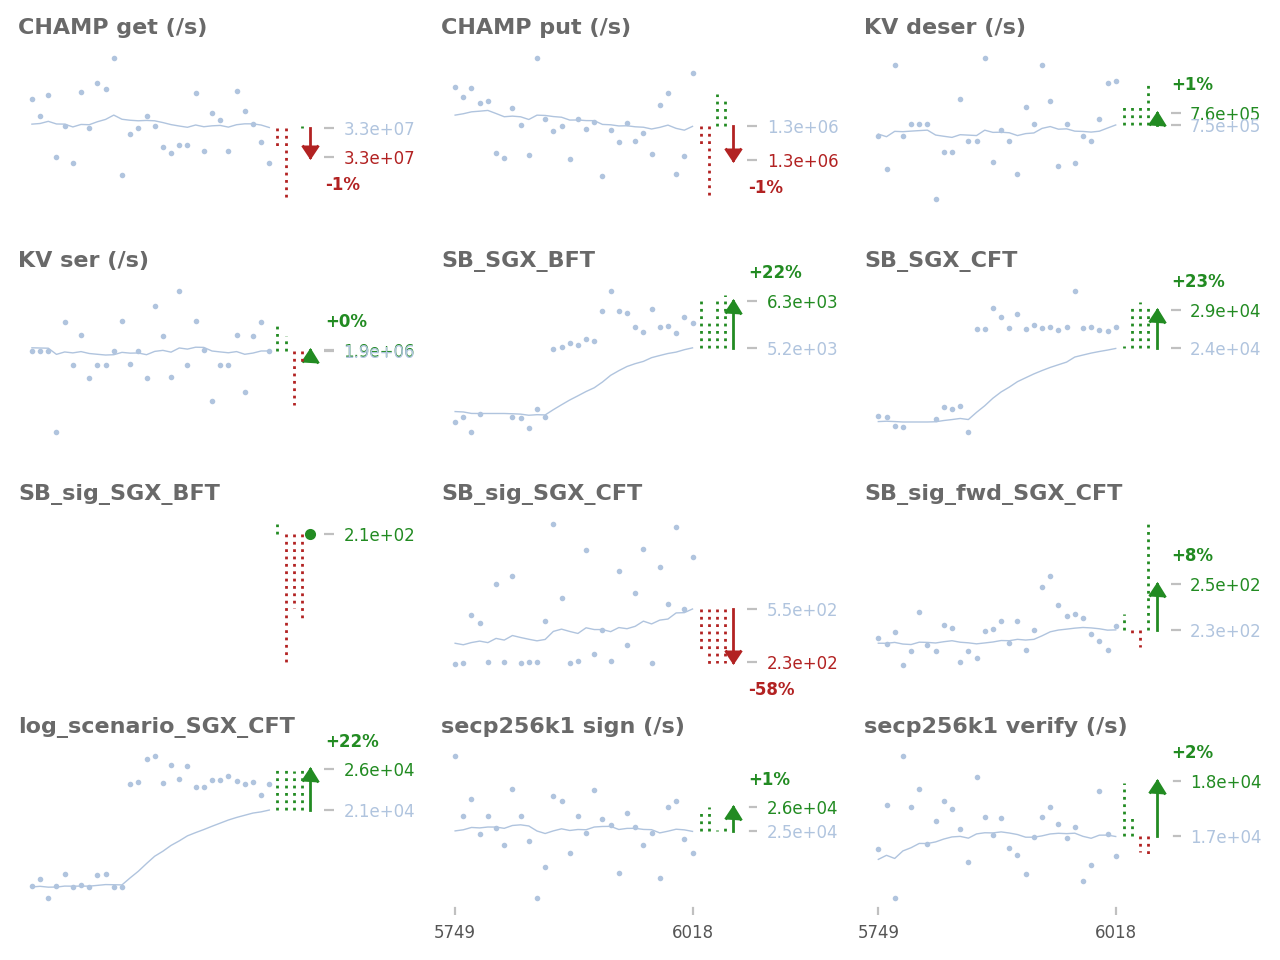 CHAMP get (/s)
3.3e+07
3.3e+07
-1%
CHAMP put (/s)
1.3e+06
1.3e+06
-1%
KV deser (/s)
+1%
7.6e+05
7.5e+05
KV ser (/s)
+0%
1.9e+06
SB_SGX_BFT
+22%
6.3e+03
5.2e+03
SB_SGX_CFT
+23%
2.9e+04
2.4e+04
SB_sig_SGX_BFT
2.1e+02
SB_sig_SGX_CFT
5.5e+02
2.3e+02
-58%
SB_sig_fwd_SGX_CFT
+8%
2.5e+02
2.3e+02
log_scenario_SGX_CFT
+22%
2.6e+04
2.1e+04
secp256k1 sign (/s)
+1%
2.6e+04
2.5e+04
5749
6018
secp256k1 verify (/s)
+2%
1.8e+04
1.7e+04
5749
6018